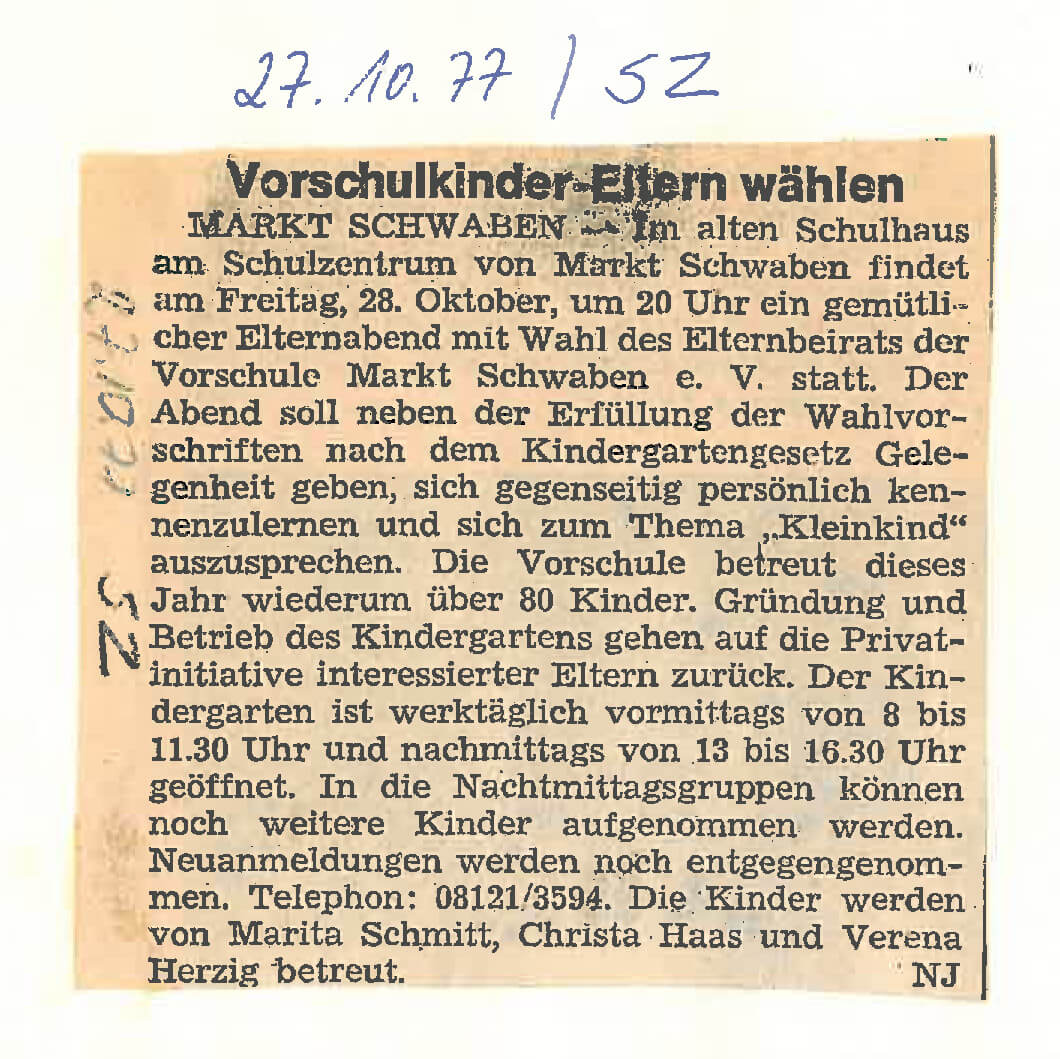 27.10.77 / SZ
Vorschulkinder-Eltern wählen
MARKT SCHWABEN — Im alten Schulhaus
am Schulzentrum von Markt Schwaben findet
am Freitag, 28. Oktober, um 20 Uhr ein gemütli-
cher Elternabend mit Wahl des Elternbeirats der
Vorschule Markt Schwaben e. V. statt. Der
Abend soll neben der Erfüllung der Wahlvor-
schriften nach dem Kindergartengesetz Gele-
genheit geben, sich gegenseitig persönlich ken-
nenzulernen und sich zum Thema „Kleinkind“
auszusprechen. Die Vorschule betreut dieses
Jahr wiederum über 80 Kinder. Gründung und
Betrieb des Kindergartens gehen auf die Privat-
initiative interessierter Eltern zurück. Der Kin-
dergarten ist werktäglich vormittags von 8 bis
11.30 Uhr und nachmittags von 13 bis 16.30 Uhr
geöffnet. In die Nachtmittagsgruppen können
noch weitere Kinder aufgenommen werden.
Neuanmeldungen werden noch entgegengenom-
men. Telephon: 08121/3594. Die Kinder werden
von Marita Schmitt, Christa Haas und Verena
Herzig betreut. NJ
SZ